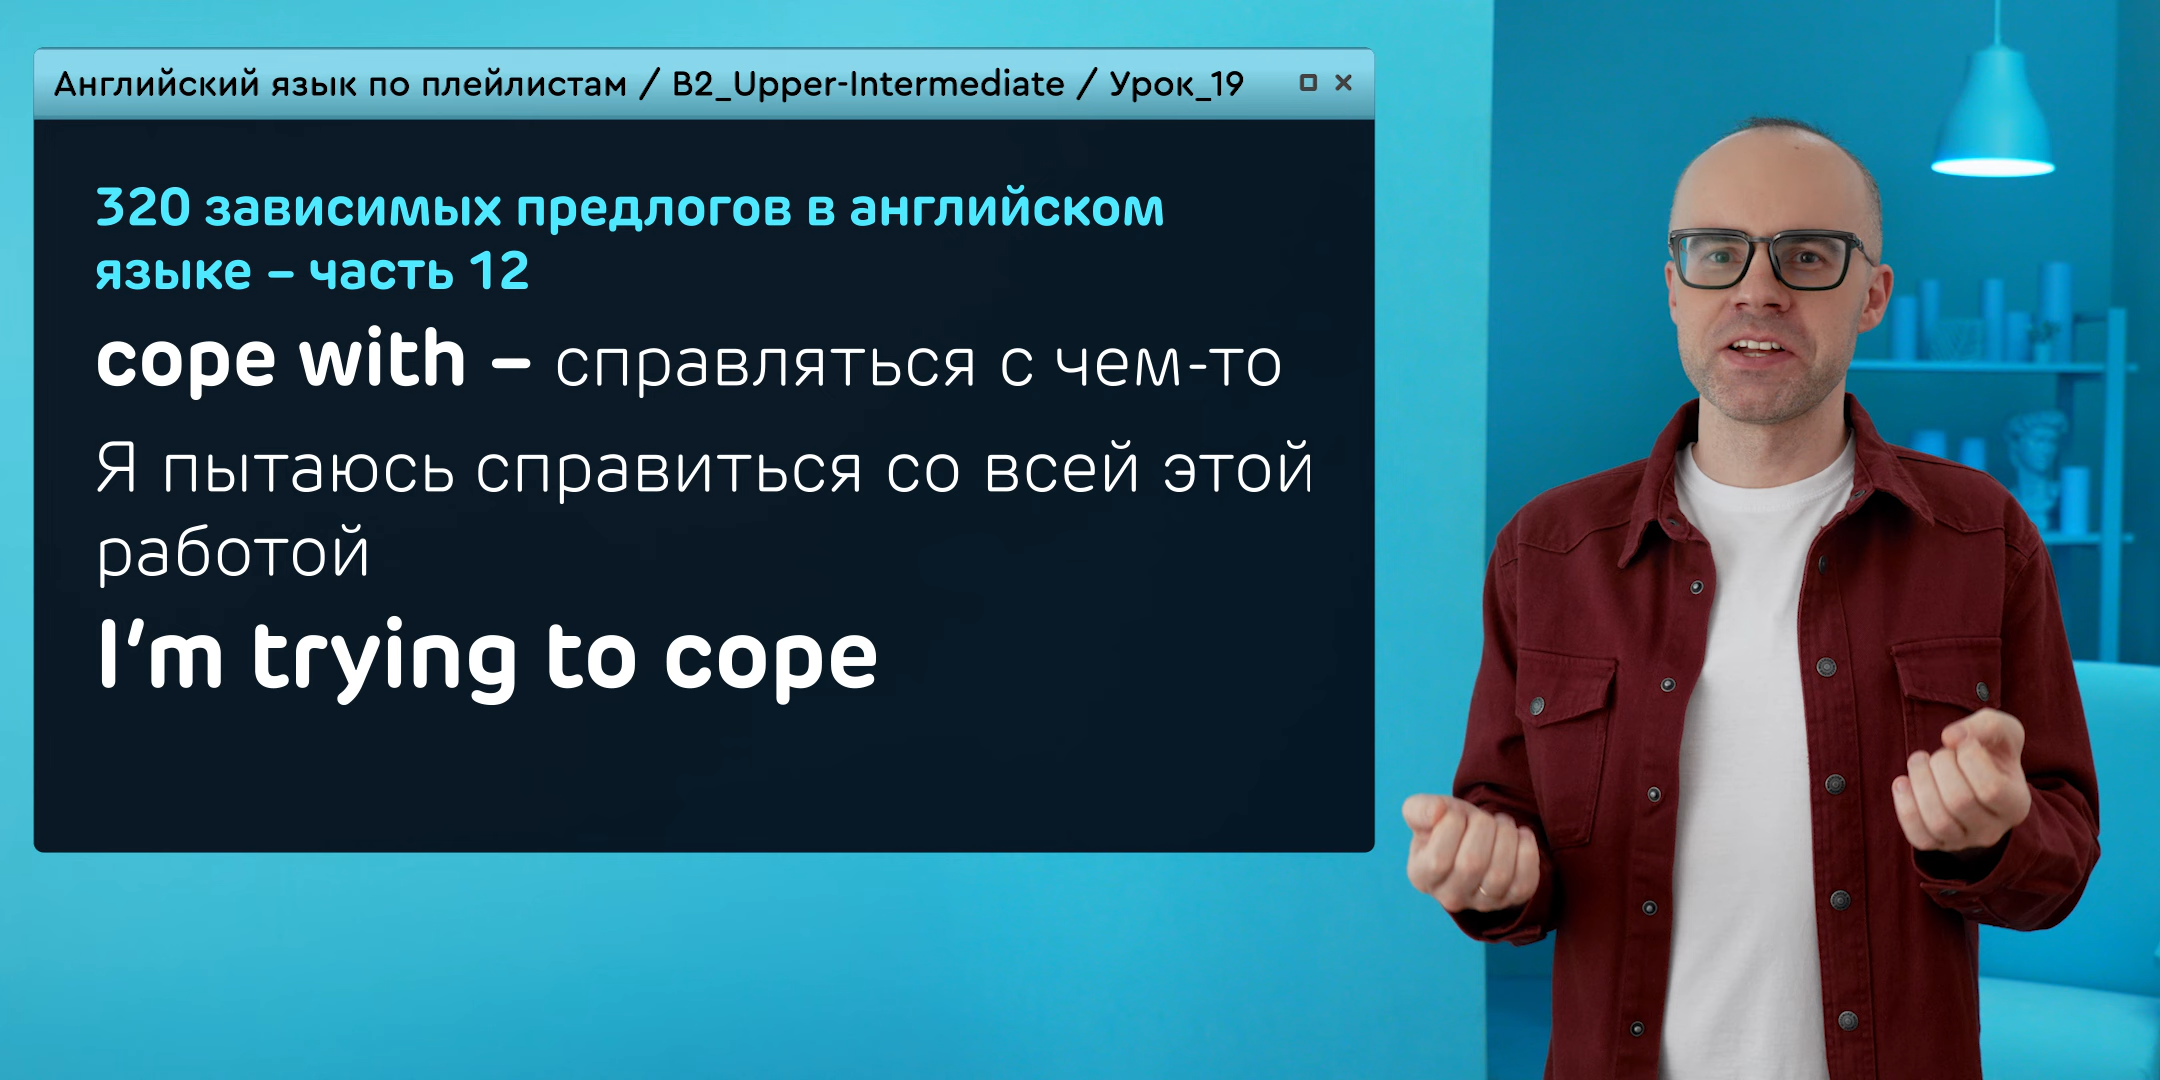 Английский язык по плейлистам / B2_Upper-Intermediate / Урок_19
320 зависимых предлогов в английском
языке – часть 12
cope with – справляться с чем-то
Я пытаюсь справиться со всей этой
работой
I’m trying to cope